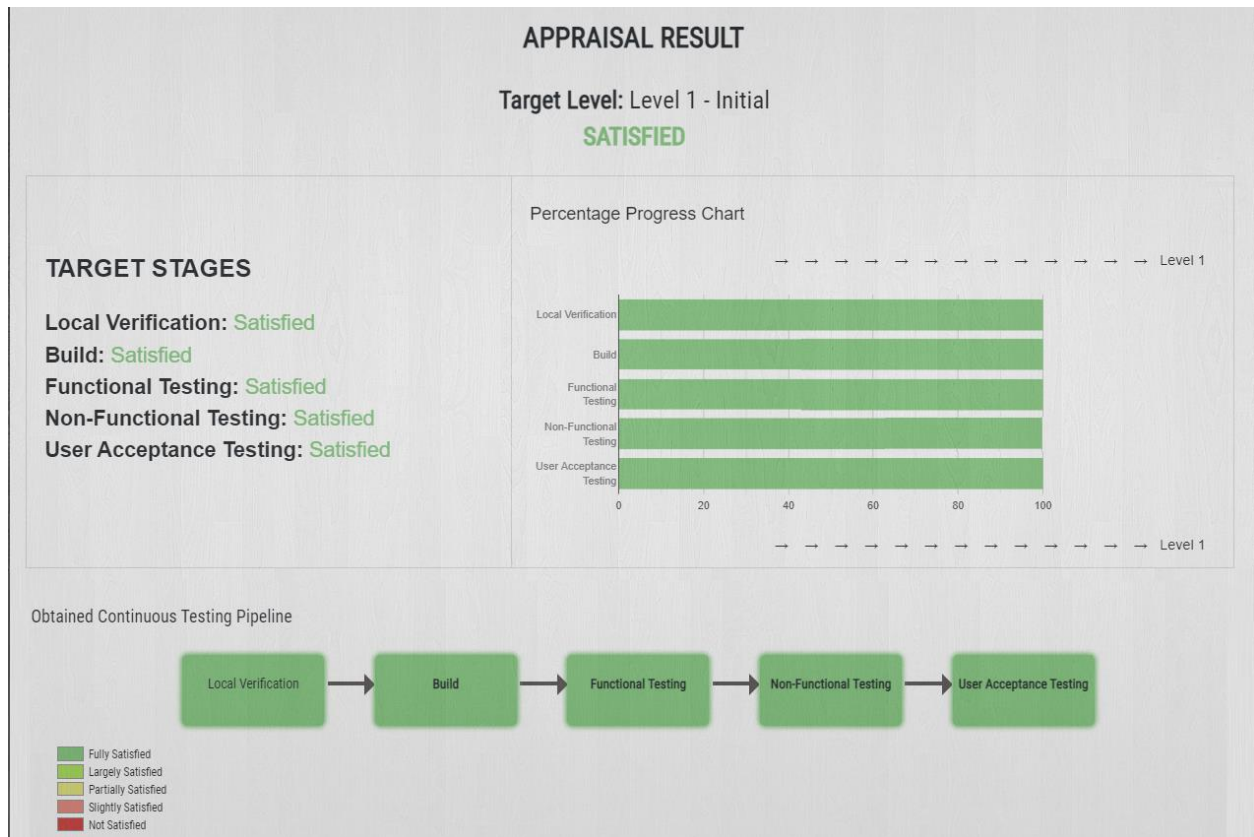 APPRAISAL RESULT
Target Level: Level 1 - Initial
SATISFIED
TARGET STAGES
Local Verification: Satisfied
Build: Satisfied
Functional Testing: Satisfied
Non-Functional Testing: Satisfied
User Acceptance Testing: Satisfied
Percentage Progress Chart
→ → → → → → → → → → → → → Level 1
Local Verification
Build
Functional
Testing
Non-Functional
Testing
User Acceptance
Testing
0 20 40 60 80 100
→ → → → → → → → → → → → → Level 1
Obtained Continuous Testing Pipeline
Local Verification
Build
Functional Testing
Non-Functional Testing
User Acceptance Testing
Fully Satisfied
Largely Satisfied
Partially Satisfied
Slightly Satisfied
Not Satisfied